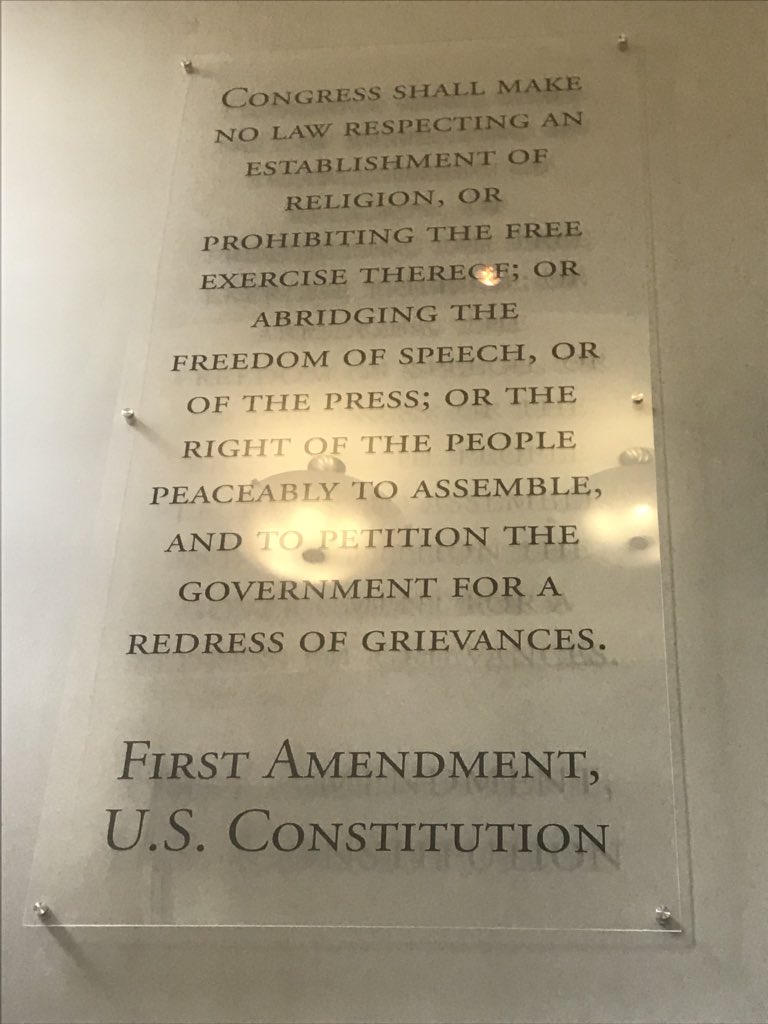 Congress shall make
no law respecting an
establishment of
religion, or
prohibiting the free
exercise thereof; or
abridging the
freedom of speech, or
of the press; or the
right of the people
peaceably to assemble,
and to petition the
government for a
redress of grievances.
First Amendment,
U.S. Constitution